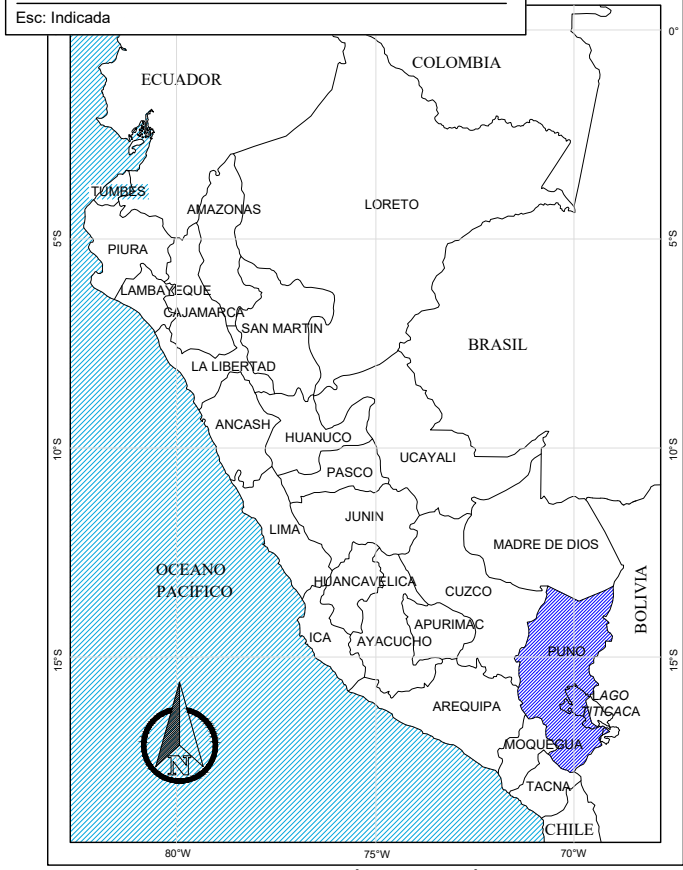 Esc: Indicada
0°
COLOMBIA
ECUADOR
TUMBES
AMAZONAS
LORETO
5°S
5°S
PIURA
LAMBAYEQUE
CAJAMARCA
SAN MARTIN
BRASIL
LA LIBERTAD
ANCASH
HUANUCO
10°S
10°S
UCAYALI
PASCO
LIMA
JUNIN
MADRE DE DIOS
OCEANO
PACÍFICO
HUANCAVELICA
CUZCO
BOLIVIA
APURIMAC
ICA
AYACUCHO
PUNO
15°S
15°S
LAGO
TITICACA
AREQUIPA
MOQUEGUA
N
TACNA
CHILE
80°W
75°W
70°W